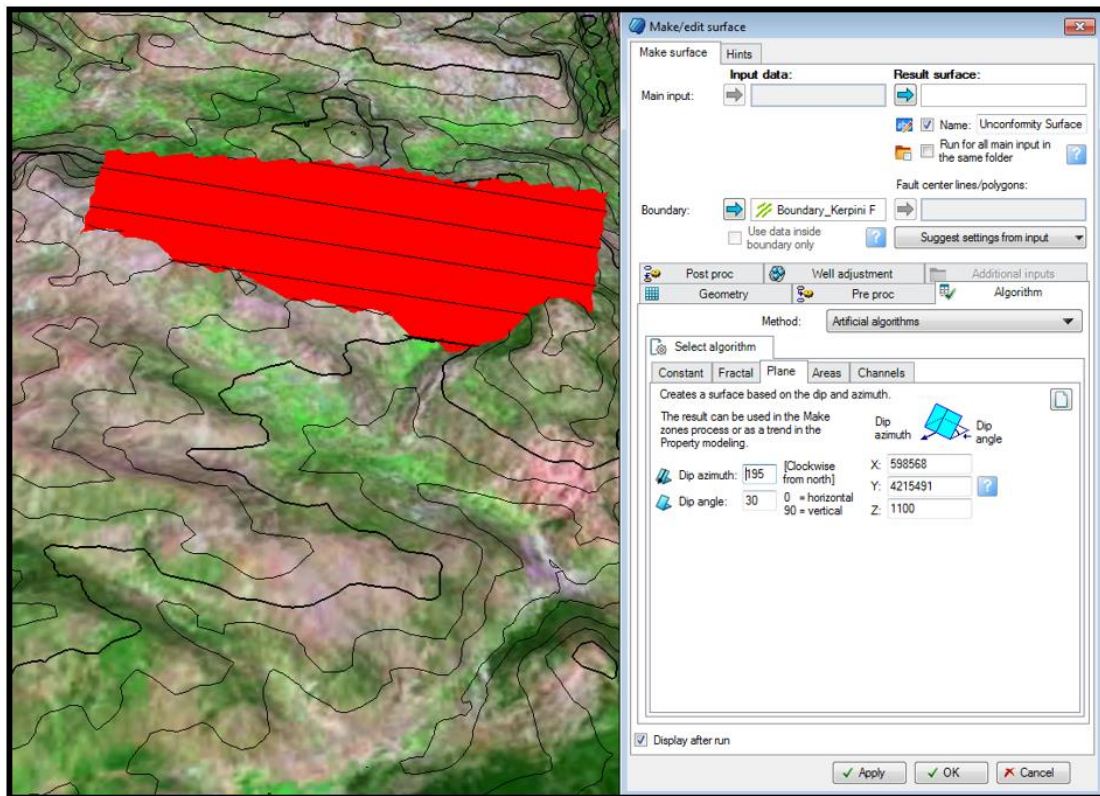 Make/edit surface
Make surface Hints
Input data: Result surface:
Main input:
Name: Unconformity Surface
Run for all main input in
the same folder
Fault center lines/polygons:
Boundary: Boundary_Kerpini F
Use data inside
boundary only
Suggest settings from input
Post proc Well adjustment Additional inputs
Geometry Pre proc Algorithm
Method: Artificial algorithms
Select algorithm
Constant Fractal Plane Areas Channels
Creates a surface based on the dip and azimuth.
The result can be used in the Make
zones process or as a trend in the
Property modeling.
Dip
azimuth
Dip
angle
Dip azimuth: 195 [Clockwise
from north]
X: 598568
Y: 4215491
Dip angle: 30 0 = horizontal
90 = vertical
Z: 1100
Display after run
Apply OK Cancel